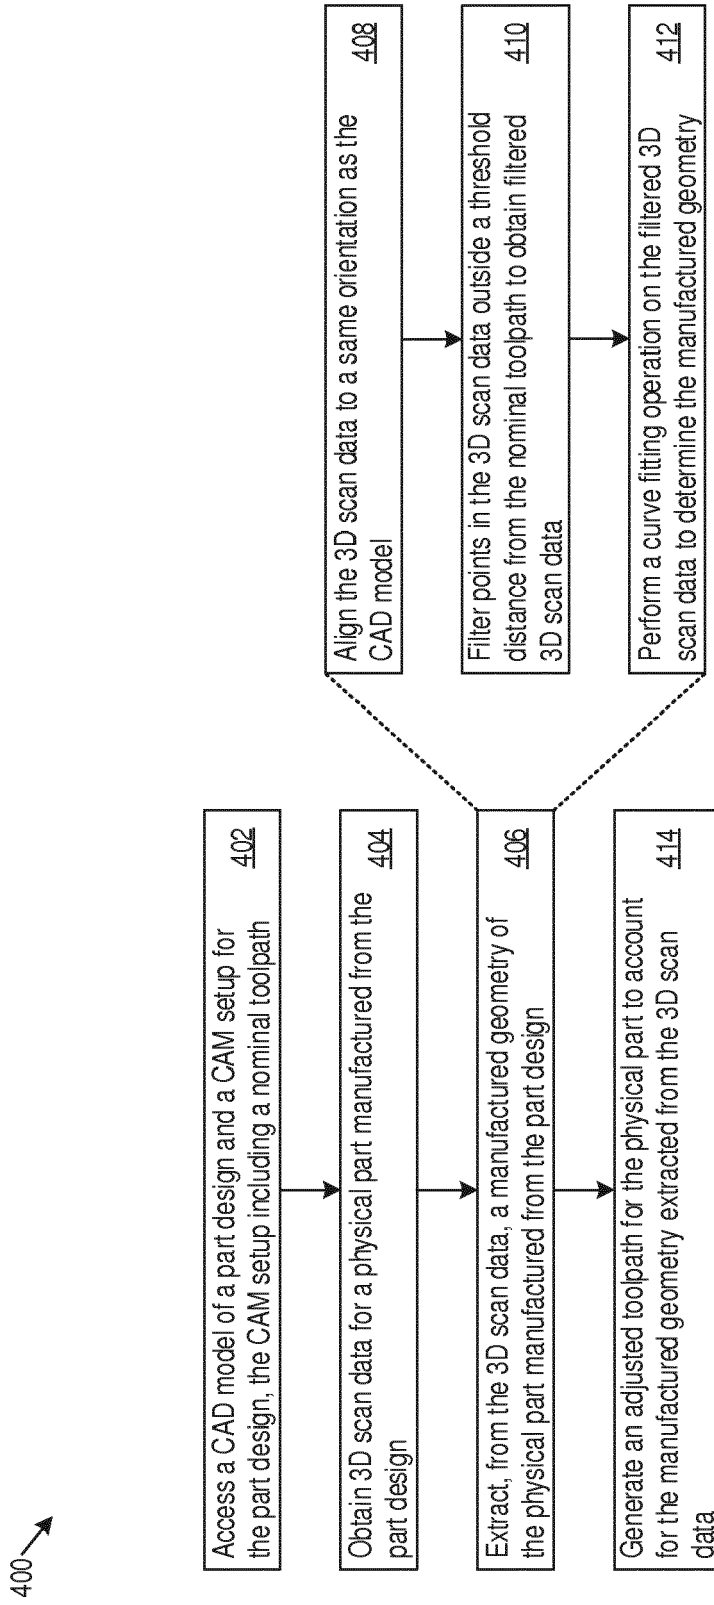 400
Access a CAD model of a part design and a CAM setup for
the part design, the CAM setup including a nominal toolpath
402
Obtain 3D scan data for a physical part manufactured from the
part design
404
Extract, from the 3D scan data, a manufactured geometry of
the physical part manufactured from the part design
406
Align the 3D scan data to a same orientation as the
CAD model
408
Filter points in the 3D scan data outside a threshold
distance from the nominal toolpath to obtain filtered
3D scan data
410
Perform a curve fitting operation on the filtered 3D
scan data to determine the manufactured geometry
412
Generate an adjusted toolpath for the physical part to account
for the manufactured geometry extracted from the 3D scan
data
414